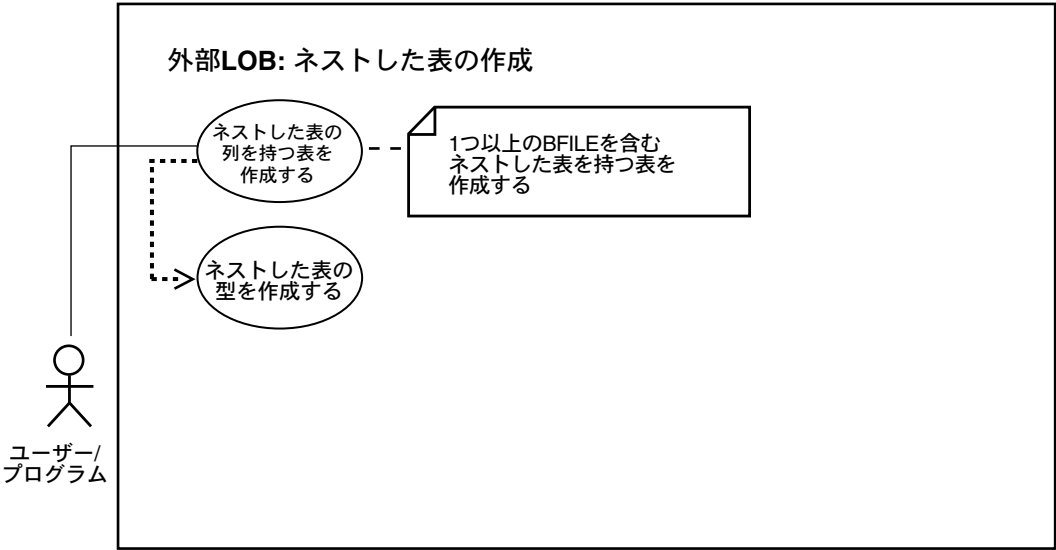 外部LOB: ネストした表の作成
ネストした表の
列を持つ表を
作成する
1つ以上のBFILEを含む
ネストした表を持つ表を
作成する
ネストした表の
型を作成する
ユーザー/
プログラム